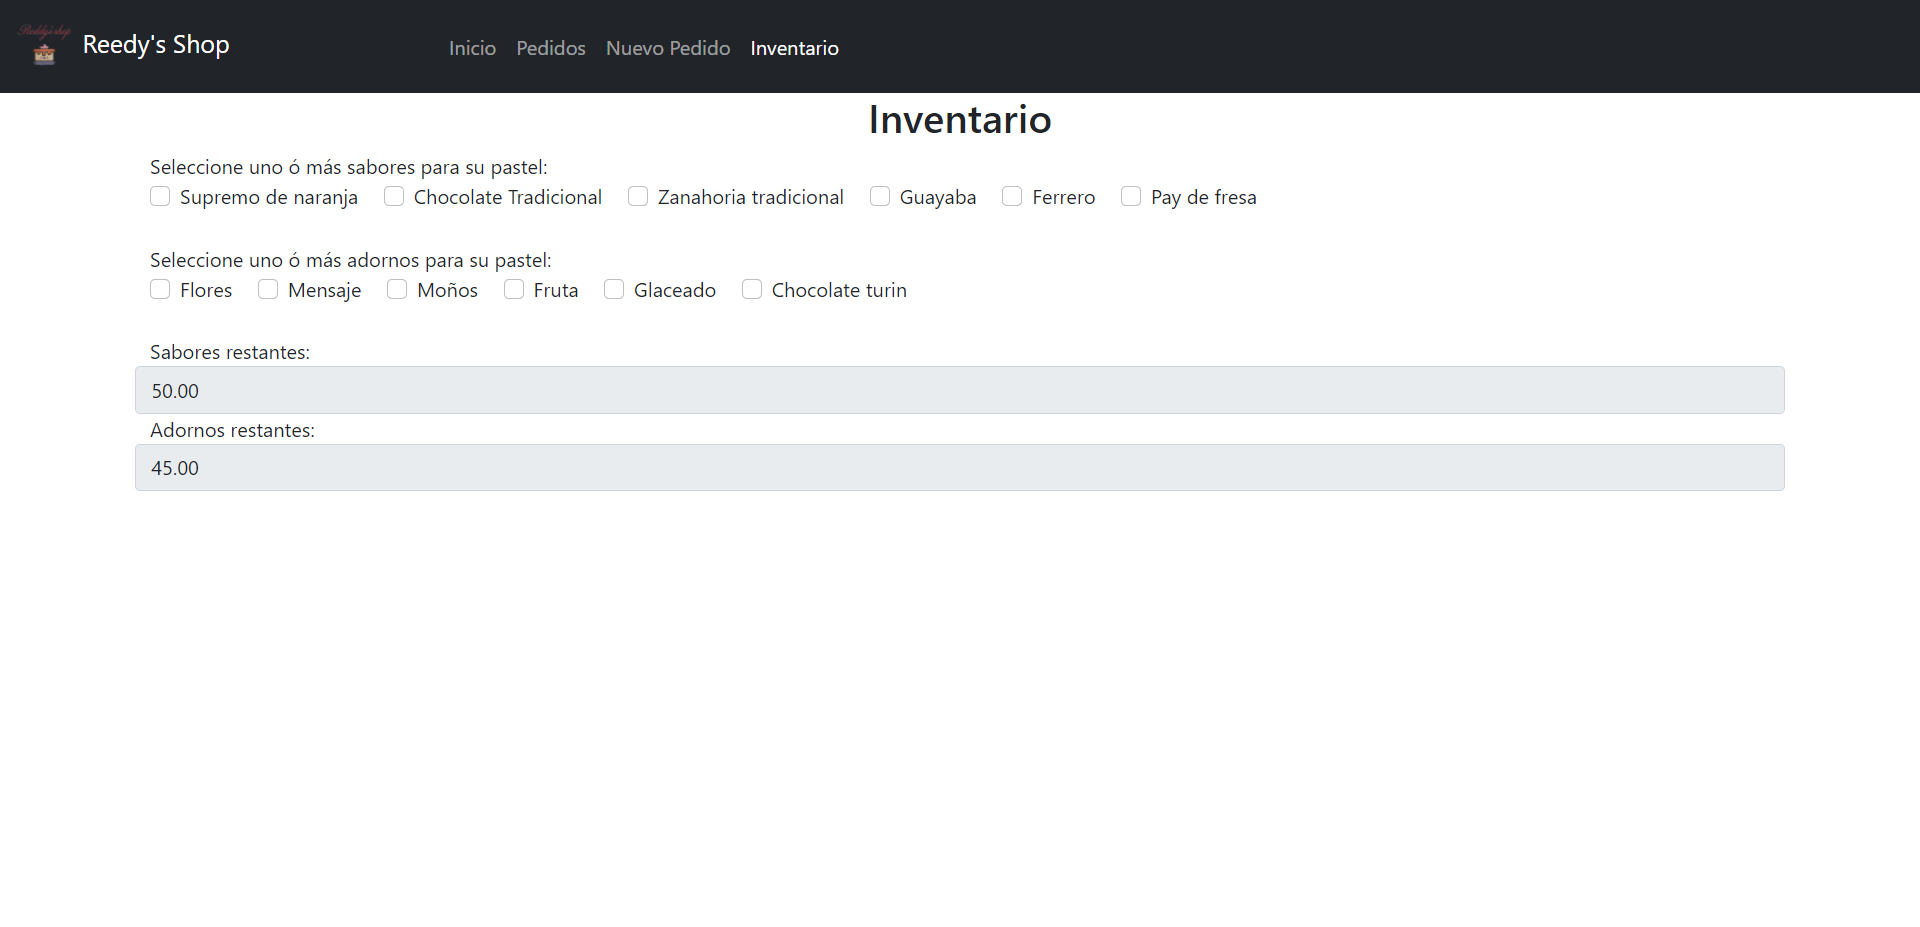 Reddy's shop
Reedy's Shop
Inicio Pedidos Nuevo Pedido Inventario
Inventario
Seleccione uno ó más sabores para su pastel:
Supremo de naranja Chocolate Tradicional Zanahoria tradicional Guayaba Ferrero Pay de fresa
Seleccione uno ó más adornos para su pastel:
Flores Mensaje Moños Fruta Glaceado Chocolate turin
Sabores restantes:
50.00
Adornos restantes:
45.00